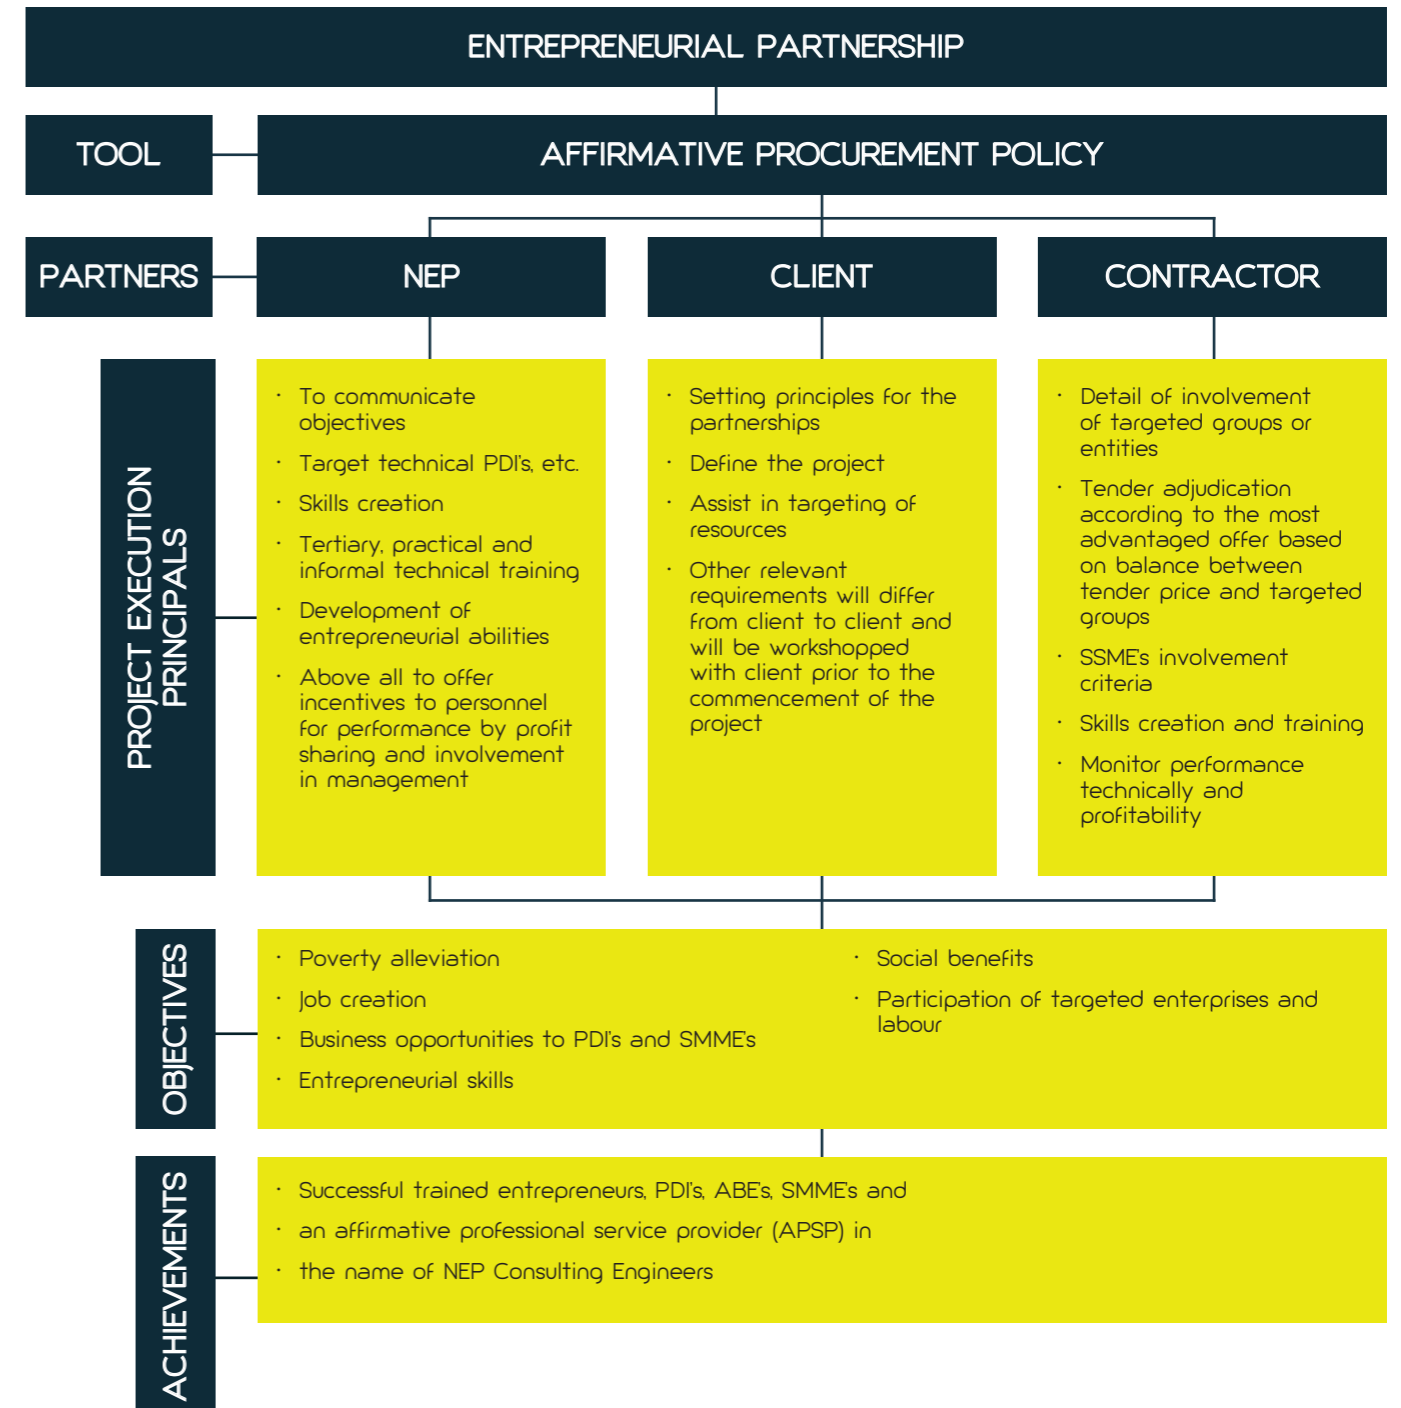 ENTREPRENEURIAL PARTNERSHIP
TOOL
AFFIRMATIVE PROCUREMENT POLICY
PARTNERS
NEP
CLIENT
CONTRACTOR
PROJECT EXECUTION
PRINCIPALS
· To communicate
objectives
· Target technical PDI's, etc.
· Skills creation
· Tertiary, practical and
informal technical training
· Development of
entrepreneurial abilities
· Above all to offer
incentives to personnel
for performance by profit
sharing and involvement
in management
· Setting principles for the
partnerships
· Define the project
· Assist in targeting of
resources
· Other relevant
requirements will differ
from client to client and
will be workshopped
with client prior to the
commencement of the
project
· Detail of involvement
of targeted groups or
entities
· Tender adjudication
according to the most
advantaged offer based
on balance between
tender price and targeted
groups
· SSME's involvement
criteria
· Skills creation and training
· Monitor performance
technically and
profitability
OBJECTIVES
· Poverty alleviation
· Job creation
· Business opportunities to PDI's and SMME's
· Entrepreneurial skills
· Social benefits
· Participation of targeted enterprises and
labour
ACHIEVEMENTS
· Successful trained entrepreneurs, PDI's, ABE's, SMME's and
· an affirmative professional service provider (APSP) in
· the name of NEP Consulting Engineers